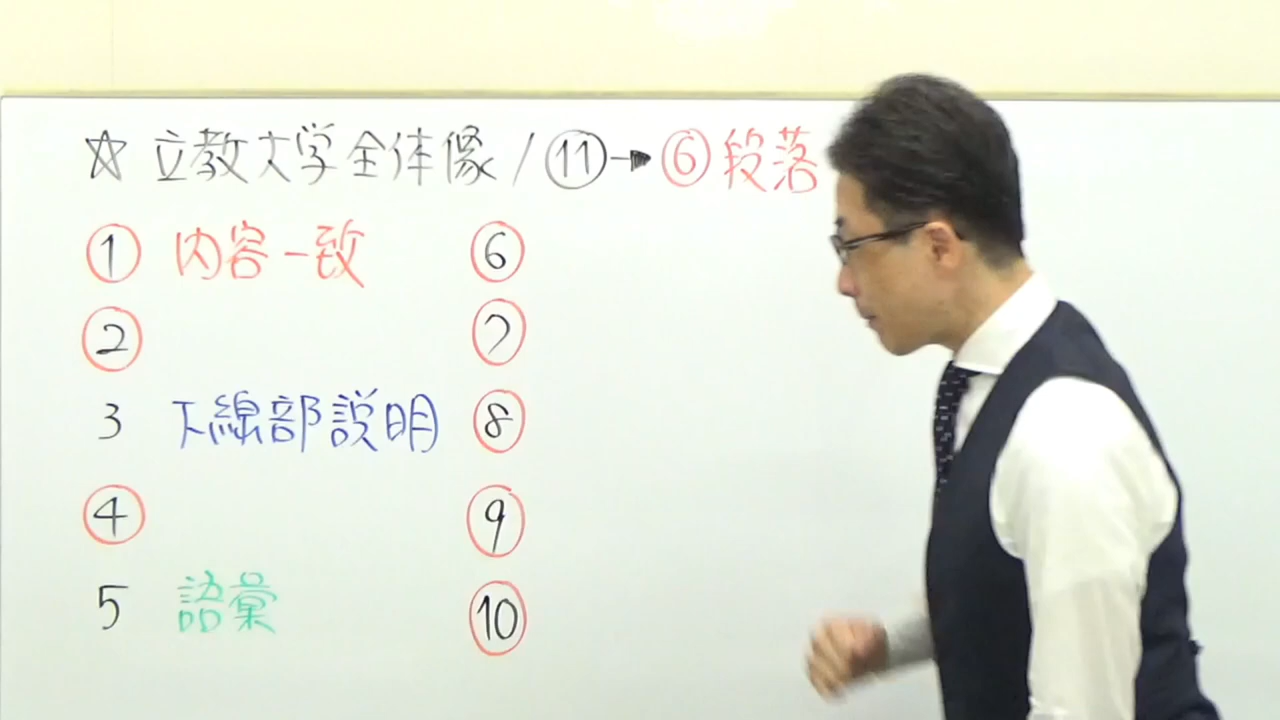 ☆ 立教大学全体像 / ⑪→⑥段落
① 内容一致
②
3 下線部説明
④
5 語彙
⑥
⑦
⑧
⑨
⑩